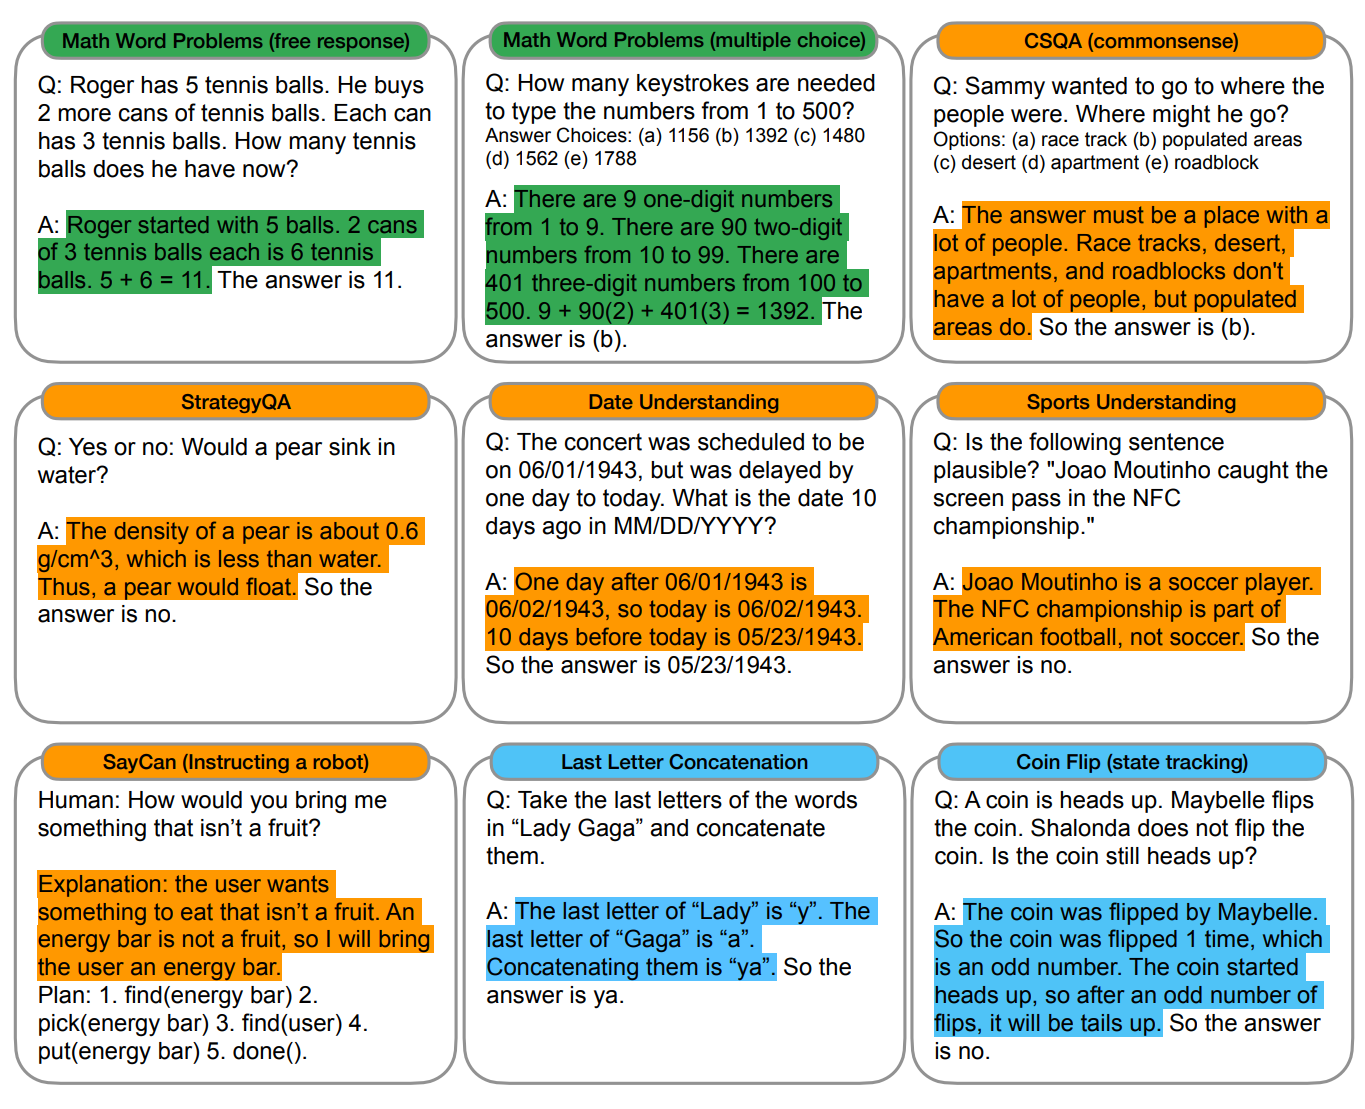 Math Word Problems (free response)
Q: Roger has 5 tennis balls. He buys
2 more cans of tennis balls. Each can
has 3 tennis balls. How many tennis
balls does he have now?
A: Roger started with 5 balls. 2 cans
of 3 tennis balls each is 6 tennis
balls. 5 + 6 = 11. The answer is 11.
Math Word Problems (multiple choice)
Q: How many keystrokes are needed
to type the numbers from 1 to 500?
Answer Choices: (a) 1156 (b) 1392 (c) 1480
(d) 1562 (e) 1788
A: There are 9 one-digit numbers
from 1 to 9. There are 90 two-digit
numbers from 10 to 99. There are
401 three-digit numbers from 100 to
500. 9 + 90(2) + 401(3) = 1392. The
answer is (b).
CSQA (commonsense)
Q: Sammy wanted to go to where the
people were. Where might he go?
Options: (a) race track (b) populated areas
(c) desert (d) apartment (e) roadblock
A: The answer must be a place with a
lot of people. Race tracks, desert,
apartments, and roadblocks don't
have a lot of people, but populated
areas do. So the answer is (b).
StrategyQA
Q: Yes or no: Would a pear sink in
water?
A: The density of a pear is about 0.6
g/cm^3, which is less than water.
Thus, a pear would float. So the
answer is no.
Date Understanding
Q: The concert was scheduled to be
on 06/01/1943, but was delayed by
one day to today. What is the date 10
days ago in MM/DD/YYYY?
A: One day after 06/01/1943 is
06/02/1943, so today is 06/02/1943.
10 days before today is 05/23/1943.
So the answer is 05/23/1943.
Sports Understanding
Q: Is the following sentence
plausible? "Joao Moutinho caught the
screen pass in the NFC
championship."
A: Joao Moutinho is a soccer player.
The NFC championship is part of
American football, not soccer. So the
answer is no.
SayCan (Instructing a robot)
Human: How would you bring me
something that isn’t a fruit?
Explanation: the user wants
something to eat that isn’t a fruit. An
energy bar is not a fruit, so I will bring
the user an energy bar.
Plan: 1. find(energy bar) 2.
pick(energy bar) 3. find(user) 4.
put(energy bar) 5. done().
Last Letter Concatenation
Q: Take the last letters of the words
in “Lady Gaga” and concatenate
them.
A: The last letter of “Lady” is “y”. The
last letter of “Gaga” is “a”.
Concatenating them is “ya”. So the
answer is ya.
Coin Flip (state tracking)
Q: A coin is heads up. Maybelle flips
the coin. Shalonda does not flip the
coin. Is the coin still heads up?
A: The coin was flipped by Maybelle.
So the coin was flipped 1 time, which
is an odd number. The coin started
heads up, so after an odd number of
flips, it will be tails up. So the answer
is no.